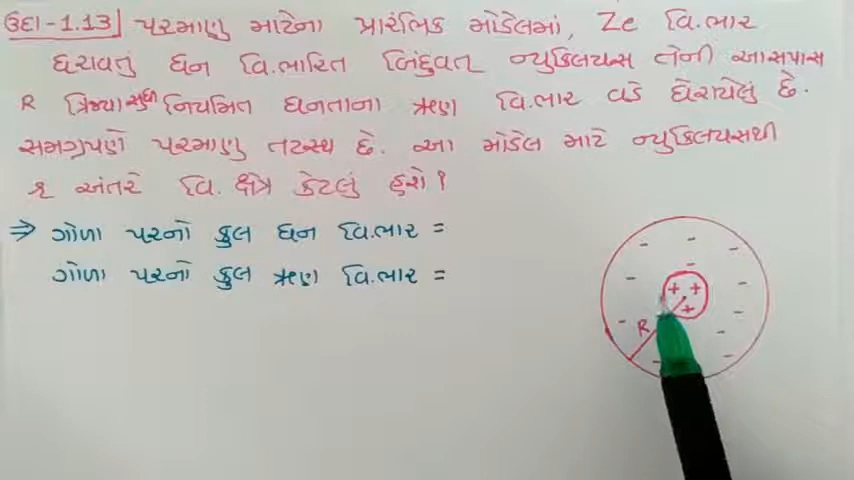 ઉદા-1.13 પરમાણુ માટેના પ્રારંભિક મોડેલમાં, Ze વિ.ભાર
ધરાવતું ધન વિ.ભારિત બિંદુવત્ ન્યુક્લિયસ તેની આસપાસ
R ત્રિજ્યા સુધી નિયમિત ઘનતાના ઋણ વિ.ભાર વડે ઘેરાયેલું છે.
સમગ્રપણે પરમાણુ તટસ્થ છે. આ મોડેલ માટે ન્યુક્લિયસથી
r અંતરે વિ. ક્ષેત્ર કેટલું હશે?
⇒ ગોળા પરનો કુલ ધન વિ.ભાર =
ગોળા પરનો કુલ ઋણ વિ.ભાર =
R